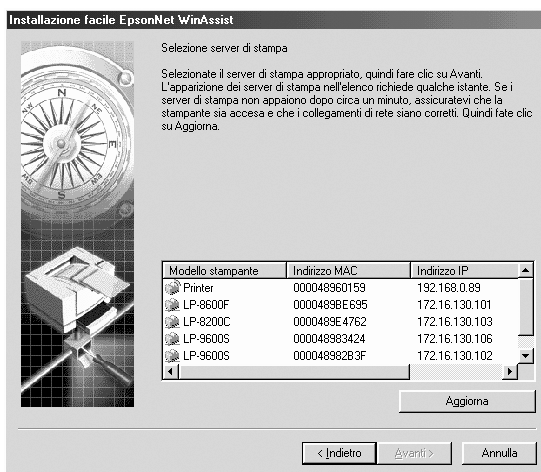 Installazione facile EpsonNet WinAssist
Selezione server di stampa
Selezionate il server di stampa appropriato, quindi fare clic su Avanti.
L'apparizione dei server di stampa nell'elenco richiede qualche istante. Se i
server di stampa non appaiono dopo circa un minuto, assicuratevi che la
stampante sia accesa e che i collegamenti di rete siano corretti. Quindi fate clic
su Aggiorna.
Modello stampante Indirizzo MAC Indirizzo IP
Printer 000048960159 192.168.0.89
LP-8600F 0000489BE695 172.16.130.101
LP-8200C 0000489E4762 172.16.130.103
LP-9600S 000048983424 172.16.130.106
LP-9600S 000048982B3F 172.16.130.102
Aggiorna
< Indietro Avanti > Annulla